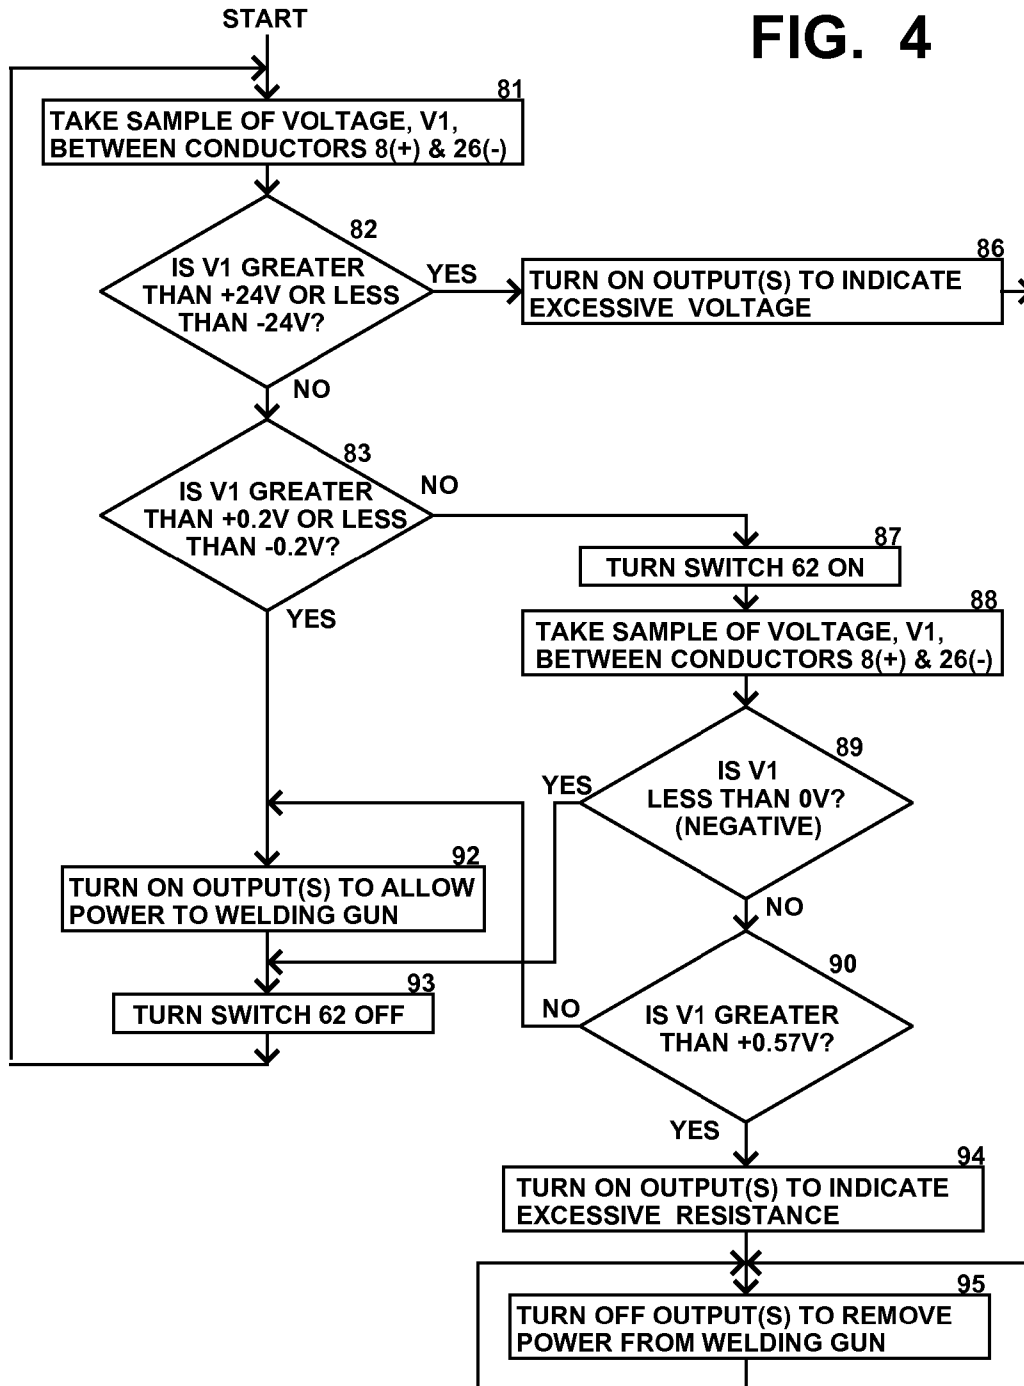 START
FIG. 4
81
TAKE SAMPLE OF VOLTAGE, V1,
BETWEEN CONDUCTORS 8(+) & 26(-)
82
IS V1 GREATER
THAN +24V OR LESS
THAN -24V?
YES
86
TURN ON OUTPUT(S) TO INDICATE
EXCESSIVE VOLTAGE
NO
83
IS V1 GREATER
THAN +0.2V OR LESS
THAN -0.2V?
NO
YES
87
TURN SWITCH 62 ON
88
TAKE SAMPLE OF VOLTAGE, V1,
BETWEEN CONDUCTORS 8(+) & 26(-)
89
IS V1
LESS THAN 0V?
(NEGATIVE)
YES
NO
92
TURN ON OUTPUT(S) TO ALLOW
POWER TO WELDING GUN
93
TURN SWITCH 62 OFF
90
IS V1 GREATER
THAN +0.57V?
NO
YES
94
TURN ON OUTPUT(S) TO INDICATE
EXCESSIVE RESISTANCE
95
TURN OFF OUTPUT(S) TO REMOVE
POWER FROM WELDING GUN